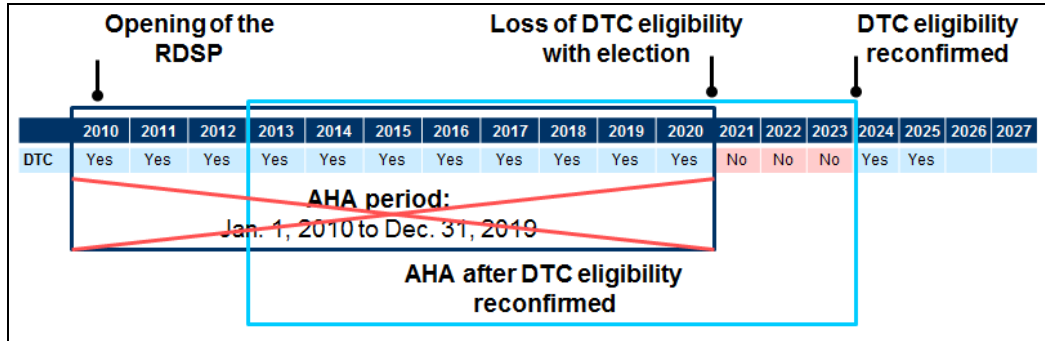 Opening of the
RDSP
Loss of DTC eligibility
with election
DTC eligibility
reconfirmed
2010 2011 2012 2013 2014 2015 2016 2017 2018 2019 2020 2021 2022 2023 2024 2025 2026 2027
DTC Yes Yes Yes Yes Yes Yes Yes Yes Yes Yes Yes No No No Yes Yes
AHA period:
Jan. 1, 2010 to Dec. 31, 2019
AHA after DTC eligibility
reconfirmed